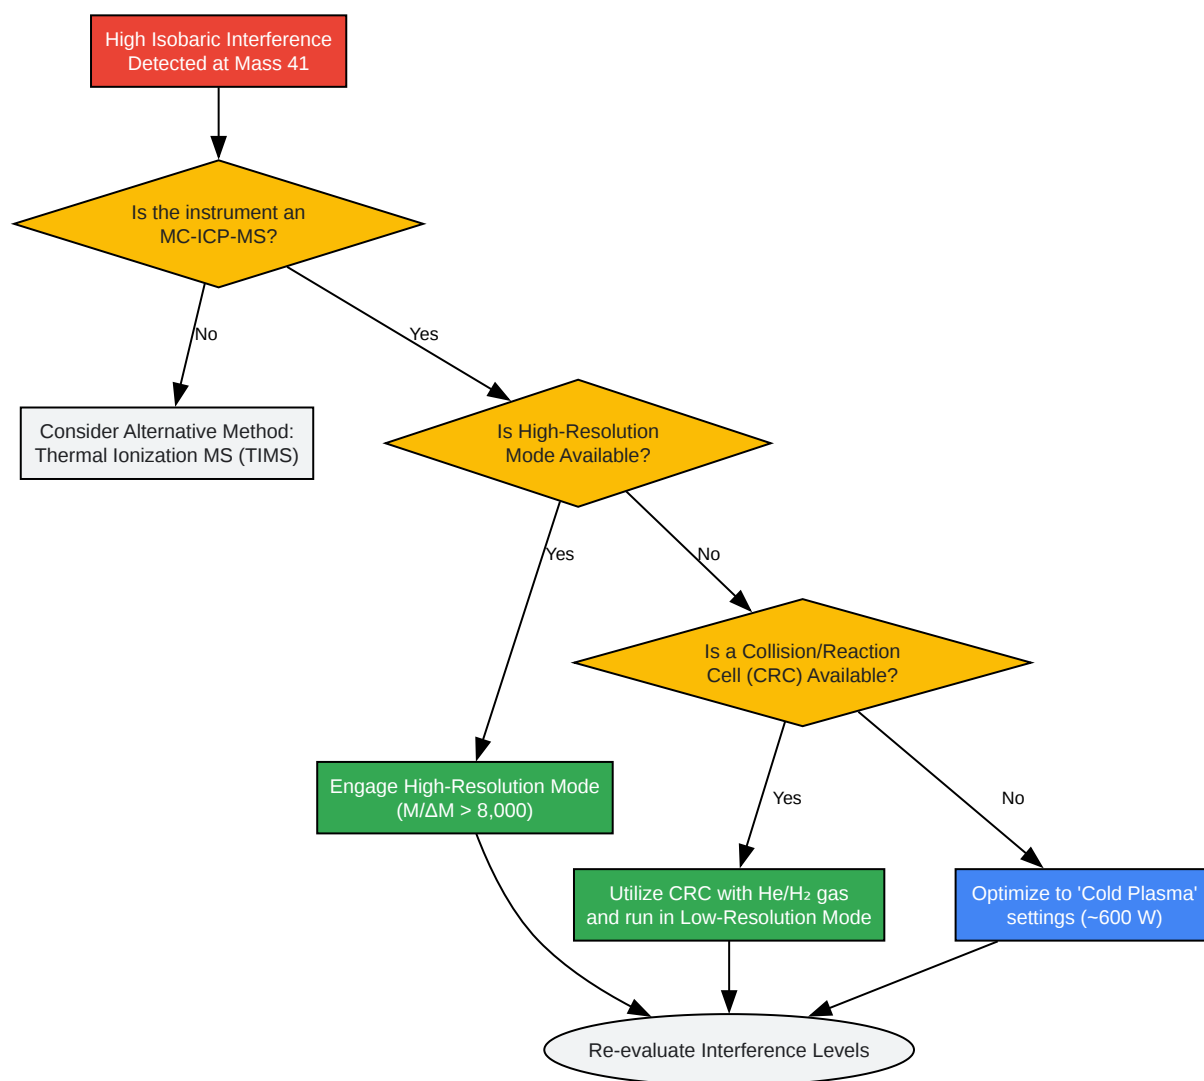 High Isobaric Interference
Detected at Mass 41
Is the instrument an
MC-ICP-MS?
No
Yes
Consider Alternative Method:
Thermal Ionization MS (TIMS)
Is High-Resolution
Mode Available?
Yes
No
Is a Collision/Reaction
Cell (CRC) Available?
Engage High-Resolution Mode
(M/ΔM > 8,000)
Yes
No
Utilize CRC with He/H₂ gas
and run in Low-Resolution Mode
Optimize to 'Cold Plasma'
settings (~600 W)
Re-evaluate Interference Levels